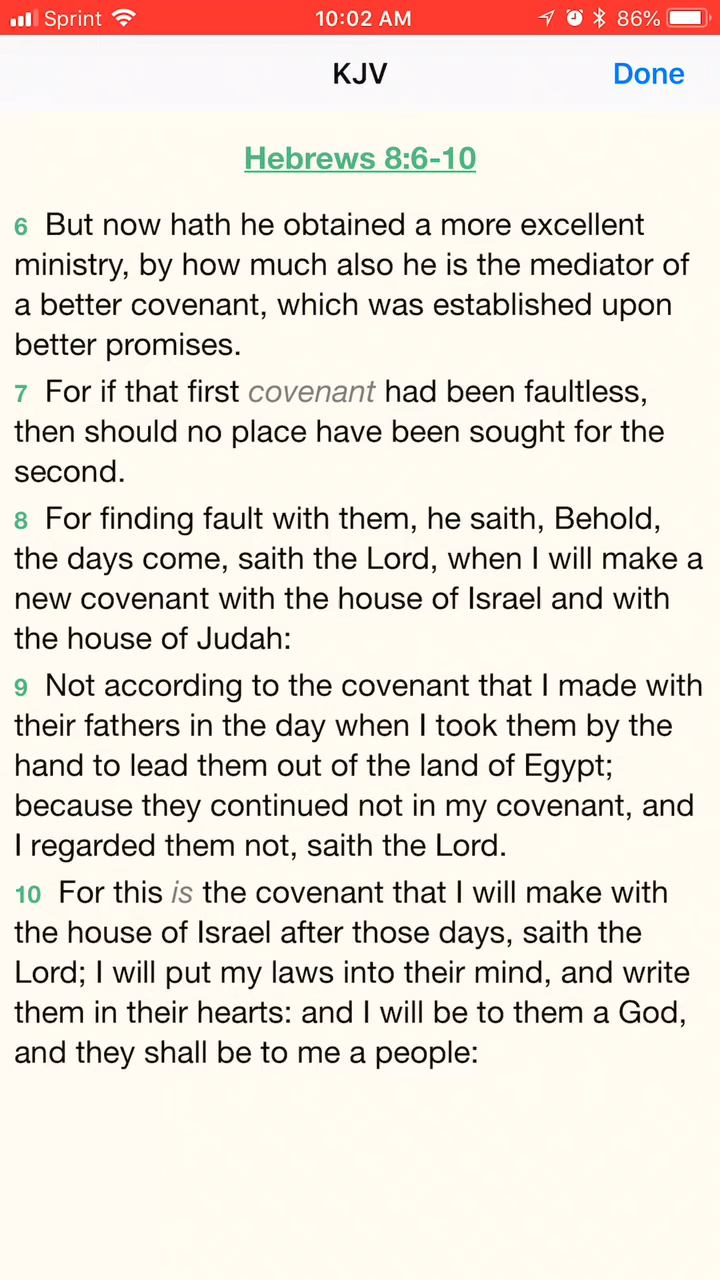 Sprint 10:02 AM 86%
KJV Done
Hebrews 8:6-10
6 But now hath he obtained a more excellent
ministry, by how much also he is the mediator of
a better covenant, which was established upon
better promises.
7 For if that first covenant had been faultless,
then should no place have been sought for the
second.
8 For finding fault with them, he saith, Behold,
the days come, saith the Lord, when I will make a
new covenant with the house of Israel and with
the house of Judah:
9 Not according to the covenant that I made with
their fathers in the day when I took them by the
hand to lead them out of the land of Egypt;
because they continued not in my covenant, and
I regarded them not, saith the Lord.
10 For this is the covenant that I will make with
the house of Israel after those days, saith the
Lord; I will put my laws into their mind, and write
them in their hearts: and I will be to them a God,
and they shall be to me a people: